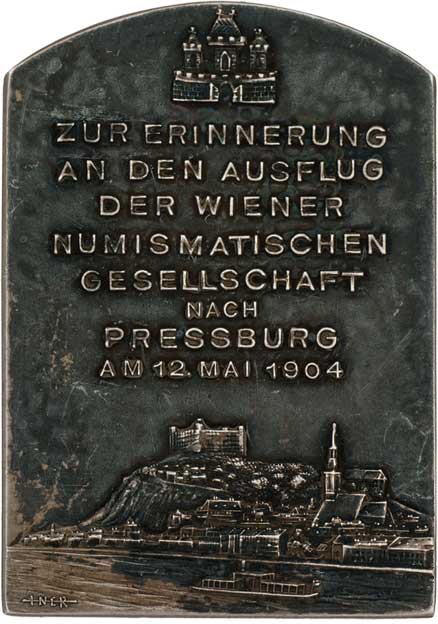 ZUR ERINNERUNG
AN DEN AUSFLUG
DER WIENER
NUMISMATISCHEN
GESELLSCHAFT
NACH
PRESSBURG
AM 12. MAI 1904